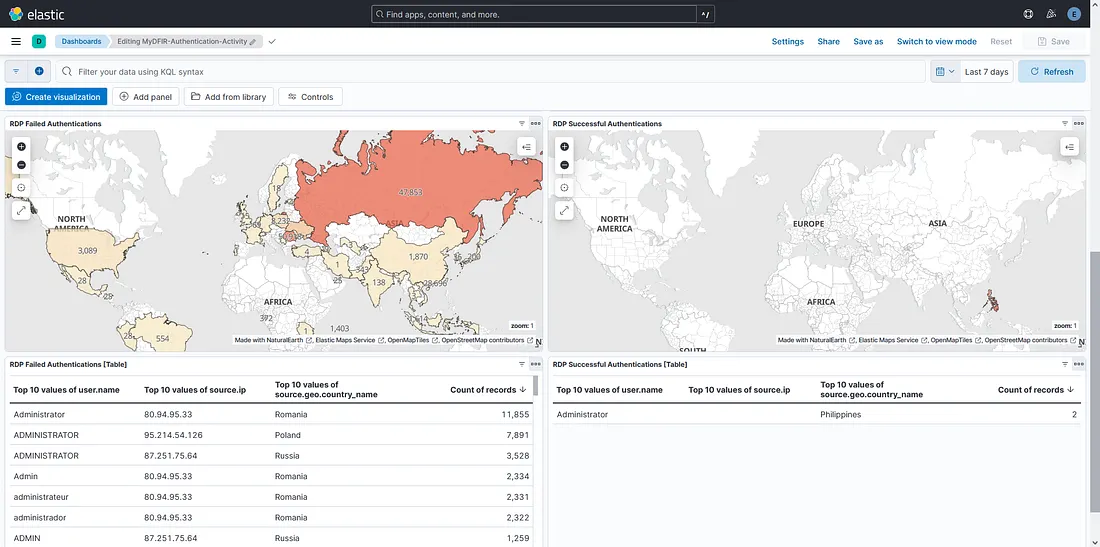 elastic
Find apps, content, and more.
^/
E
D
Dashboards
Editing MyDFIR-Authentication-Activity
Settings
Share
Save as
Switch to view mode
Reset
Save
Filter your data using KQL syntax
Last 7 days
Refresh
Create visualization
Add panel
Add from library
Controls
RDP Failed Authentications
NORTH
AMERICA
ASIA
AFRICA
47,853
18
3,089
28
1,870
1
4
138
25
372
1
1,403
28
554
zoom: 1
Made with NaturalEarth , Elastic Maps Service , OpenMapTiles , OpenStreetMap contributors
RDP Successful Authentications
NORTH
AMERICA
EUROPE
ASIA
AFRICA
SOUTH
zoom: 1
Made with NaturalEarth , Elastic Maps Service , OpenMapTiles , OpenStreetMap contributors
RDP Failed Authentications [Table]
Top 10 values of user.name Top 10 values of source.ip Top 10 values of source.geo.country_name Count of records
Administrator 80.94.95.33 Romania 11,855
ADMINISTRATOR 95.214.54.126 Poland 7,891
ADMINISTRATOR 87.251.75.64 Russia 3,528
Admin 80.94.95.33 Romania 2,334
administrateur 80.94.95.33 Romania 2,331
administrador 80.94.95.33 Romania 2,322
ADMIN 87.251.75.64 Russia 1,259
RDP Successful Authentications [Table]
Top 10 values of user.name Top 10 values of source.ip Top 10 values of source.geo.country_name Count of records
Administrator Philippines 2